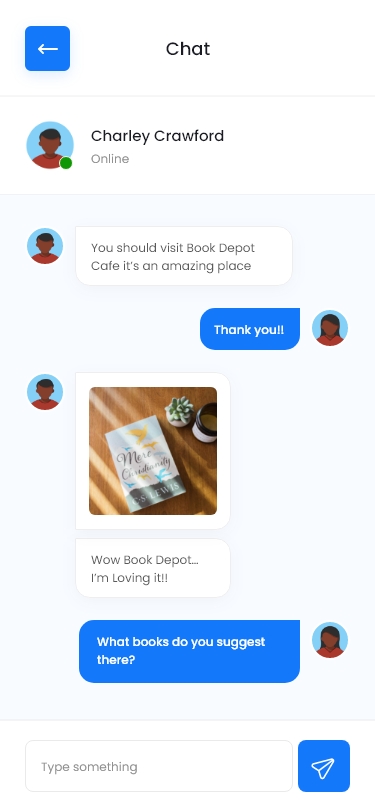 Chat
Charley Crawford
Online
You should visit Book Depot
Cafe it's an amazing place
Thank you!!
Mere
Christianity
C·S·LEWIS
Wow Book Depot...
I'm Loving it!!
What books do you suggest
there?
Type something